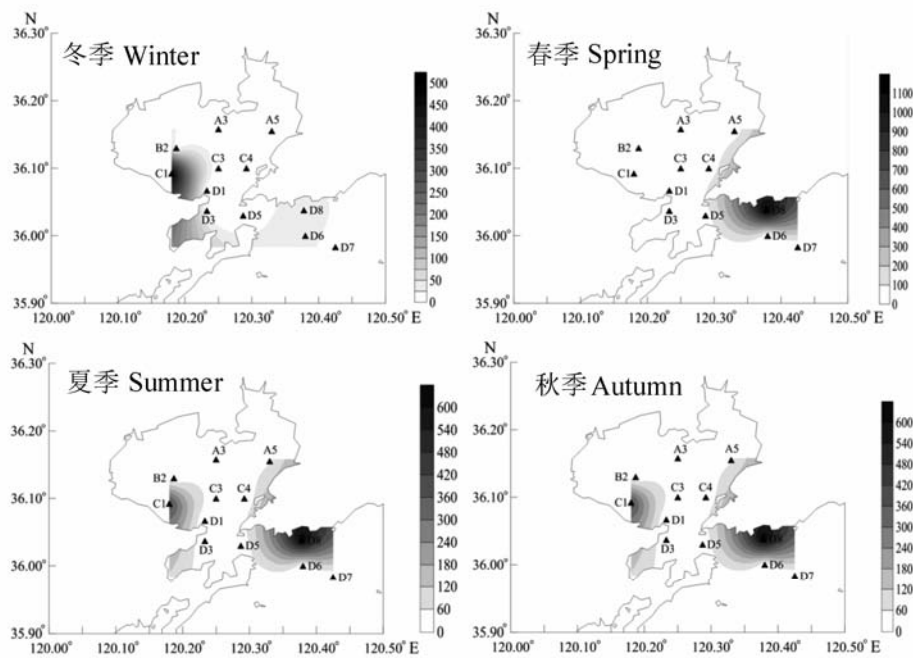 N
36.30°
36.20°
36.10°
36.00°
35.90°
120.00° 120.10° 120.20° 120.30° 120.40° 120.50° E
冬季 Winter
A3 A5
B2
C1 C3 C4
D1
D3 D5 D8
D6
D7
500
450
400
350
300
250
200
150
125
100
75
50
25
0
N
36.30°
36.20°
36.10°
36.00°
35.90°
120.00° 120.10° 120.20° 120.30° 120.40° 120.50° E
春季 Spring
A3 A5
B2
C1 C3 C4
D1
D3 D5 D8
D6
D7
1100
1000
900
800
700
600
500
400
300
200
100
0
N
36.30°
36.20°
36.10°
36.00°
35.90°
120.00° 120.10° 120.20° 120.30° 120.40° 120.50° E
夏季 Summer
A3 A5
B2
C1 C3 C4
D1
D3 D5
D6
D7
600
540
480
420
360
300
240
180
120
60
0
N
36.30°
36.20°
36.10°
36.00°
35.90°
120.00° 120.10° 120.20° 120.30° 120.40° 120.50° E
秋季 Autumn
A3 A5
B2
C1 C3 C4
D1
D3 D5
D6
D7
600
540
480
420
360
300
240
180
120
60
0